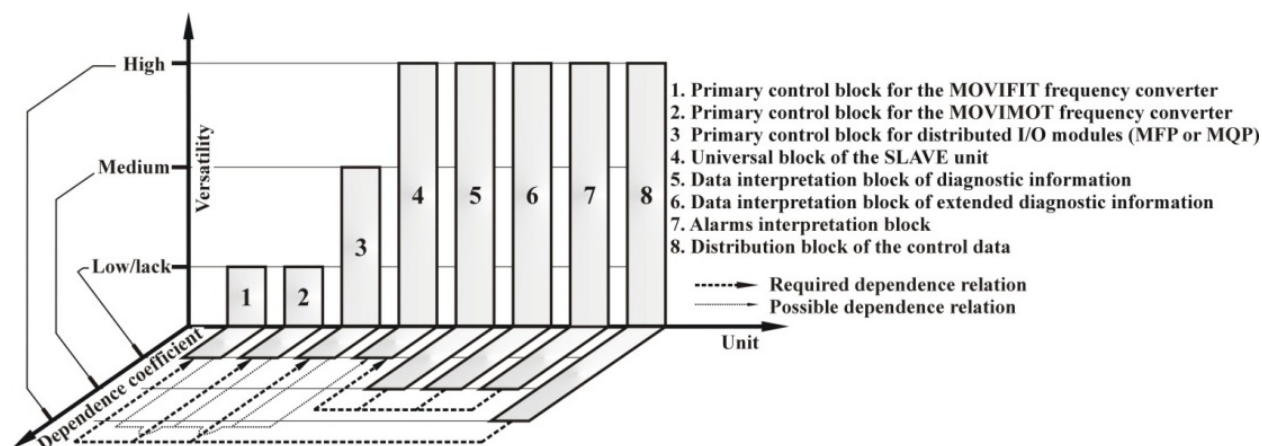 High
Medium
Low/lack
Versatility
1
2
3
4
5
6
7
8
1. Primary control block for the MOVIFIT frequency converter
2. Primary control block for the MOVIMOT frequency converter
3 Primary control block for distributed I/O modules (MFP or MQP)
4. Universal block of the SLAVE unit
5. Data interpretation block of diagnostic information
6. Data interpretation block of extended diagnostic information
7. Alarms interpretation block
8. Distribution block of the control data
Required dependence relation
Possible dependence relation
Unit
Dependence coefficient